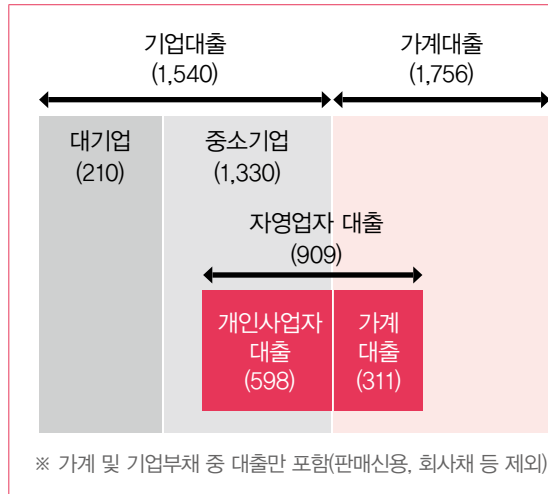 기업대출
(1,540)
가계대출
(1,756)
대기업
(210)
중소기업
(1,330)
자영업자 대출
(909)
개인사업자
대출
(598)
가계
대출
(311)
※ 가계 및 기업부채 중 대출만 포함(판매신용, 회사채 등 제외)